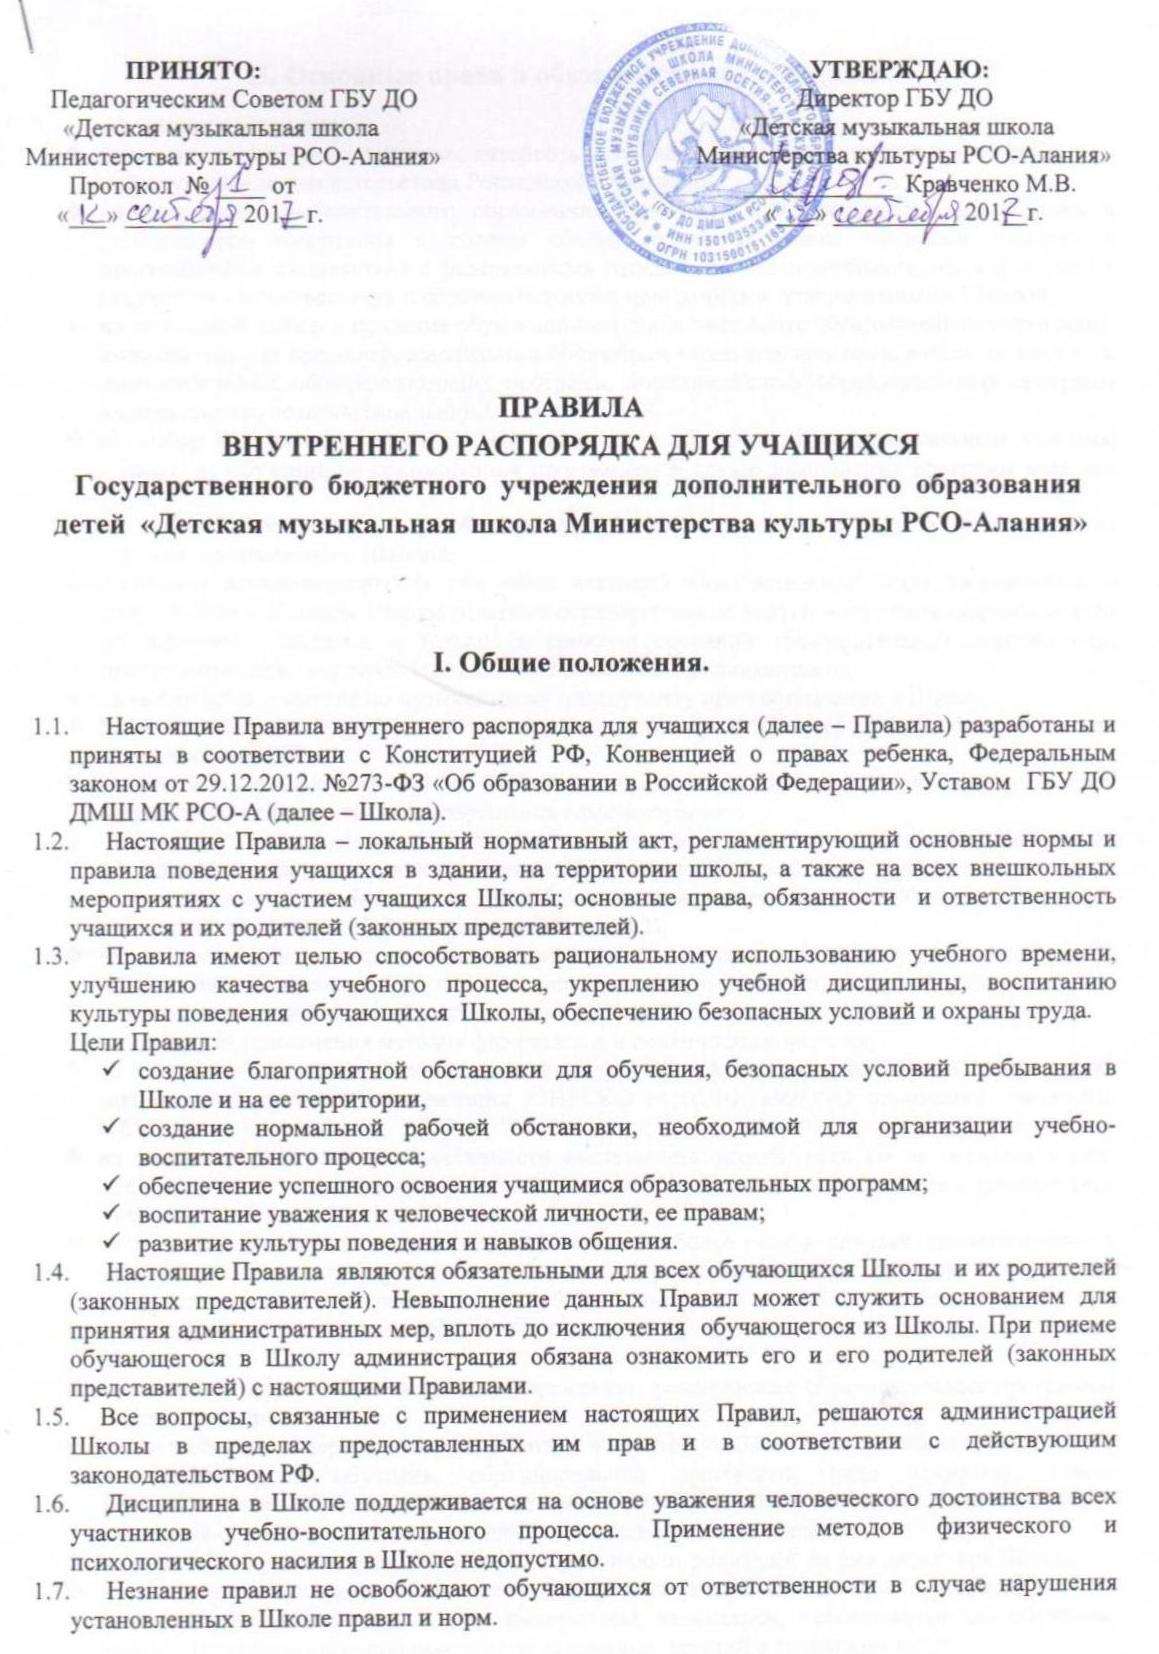 ПРИНЯТО:
Педагогическим Советом ГБУ ДО
«Детская музыкальная школа
Министерства культуры РСО-Алания»
Протокол № 1 от
« » сентября 2017 г.
УТВЕРЖДАЮ:
Директор ГБУ ДО
«Детская музыкальная школа
Министерства культуры РСО-Алания»
Кравченко М.В.
« » сентября 2017 г.
ПРАВИЛА
ВНУТРЕННЕГО РАСПОРЯДКА ДЛЯ УЧАЩИХСЯ
Государственного бюджетного учреждения дополнительного образования
детей «Детская музыкальная школа Министерства культуры РСО-Алания»
I. Общие положения.
1.1. Настоящие Правила внутреннего распорядка для учащихся (далее – Правила) разработаны и
приняты в соответствии с Конституцией РФ, Конвенцией о правах ребенка, Федеральным
законом от 29.12.2012. №273-ФЗ «Об образовании в Российской Федерации», Уставом ГБУ ДО
ДМШ МК РСО-А (далее – Школа).
1.2. Настоящие Правила – локальный нормативный акт, регламентирующий основные нормы и
правила поведения учащихся в здании, на территории школы, а также на всех внешкольных
мероприятиях с участием учащихся Школы; основные права, обязанности и ответственность
учащихся и их родителей (законных представителей).
1.3. Правила имеют целью способствовать рациональному использованию учебного времени,
улучшению качества учебного процесса, укреплению учебной дисциплины, воспитанию
культуры поведения обучающихся Школы, обеспечению безопасных условий и охраны труда.
Цели Правил:
✓ создание благоприятной обстановки для обучения, безопасных условий пребывания в
Школе и на ее территории,
✓ создание нормальной рабочей обстановки, необходимой для организации учебно-
воспитательного процесса;
✓ обеспечение успешного освоения учащимися образовательных программ;
✓ воспитание уважения к человеческой личности, ее правам;
✓ развитие культуры поведения и навыков общения.
1.4. Настоящие Правила являются обязательными для всех обучающихся Школы и их родителей
(законных представителей). Невыполнение данных Правил может служить основанием для
принятия административных мер, вплоть до исключения обучающегося из Школы. При приеме
обучающегося в Школу администрация обязана ознакомить его и его родителей (законных
представителей) с настоящими Правилами.
1.5. Все вопросы, связанные с применением настоящих Правил, решаются администрацией
Школы в пределах предоставленных им прав и в соответствии с действующим
законодательством РФ.
1.6. Дисциплина в Школе поддерживается на основе уважения человеческого достоинства всех
участников учебно-воспитательного процесса. Применение методов физического и
психологического насилия в Школе недопустимо.
1.7. Незнание правил не освобождают обучающихся от ответственности в случае нарушения
установленных в Школе правил и норм.